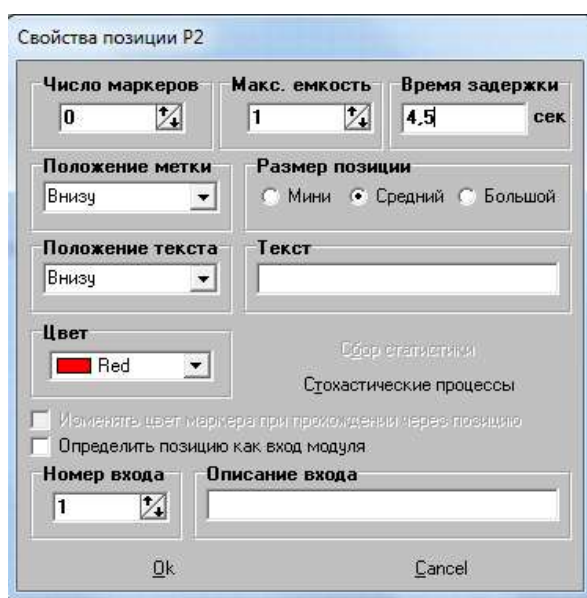 Свойства позиции P2
Число маркеров Макс. емкость Время задержки
0 1 4,5 сек
Положение метки Размер позиции
Внизу Мини Средний Большой
Положение текста Текст
Внизу
Цвет
Red Сбор статистики
Стохастические процессы
Изменять цвет маркера при прохождении через позицию
Определить позицию как вход модуля
Номер входа Описание входа
1
Ok Cancel